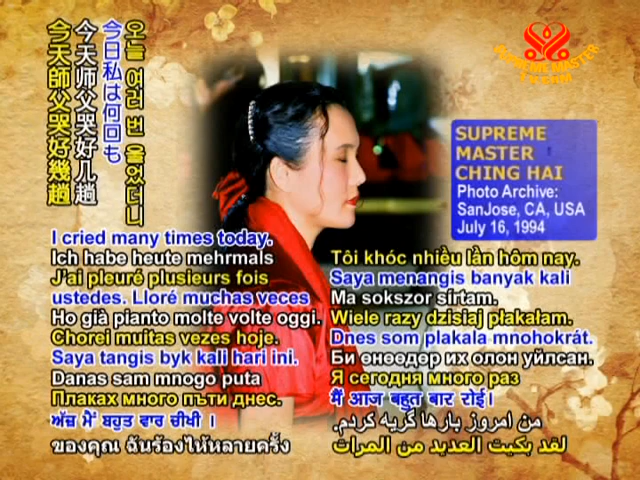 오늘 여러 번 울었더니
今日私は何回も
今天师父哭好几趟
今天師父哭好幾趟
SUPREME MASTER
TV.COM
SUPREME
MASTER
CHING HAI
Photo Archive:
SanJose, CA, USA
July 16, 1994
I cried many times today.
Ich habe heute mehrmals
J'ai pleuré plusieurs fois
ustedes. Lloré muchas veces
Ho già pianto molte volte oggi.
Chorei muitas vezes hoje.
Saya tangis byk kali hari ini.
Danas sam mnogo puta
Плаках много пъти днес.
ਅੱਜ ਮੈਂ ਬਹੁਤ ਵਾਰ ਚੀਖੀ ।
ของคุณ ฉันร้องไห้หลายครั้ง
Tôi khóc nhiều lần hôm nay.
Saya menangis banyak kali
Ma sokszor sírtam.
Wiele razy dzisiaj płakałam.
Dnes som plakala mnohokrát.
Би өнөөдөр их олон уйлсан.
Я сегодня много раз
मैं आज बहुत बार रोई।
من امروز بارها گریه کردم.
لقد بكيت العديد من المرات